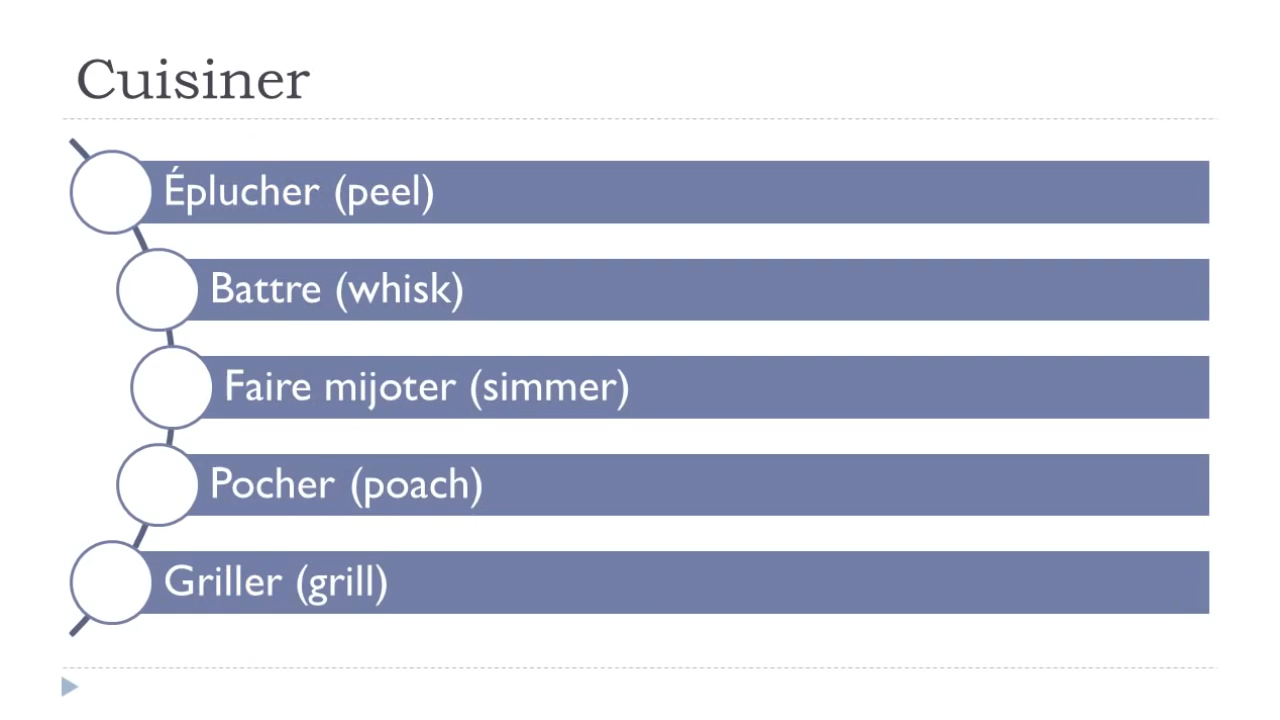 Cuisiner
Éplucher (peel)
Battre (whisk)
Faire mijoter (simmer)
Pocher (poach)
Griller (grill)